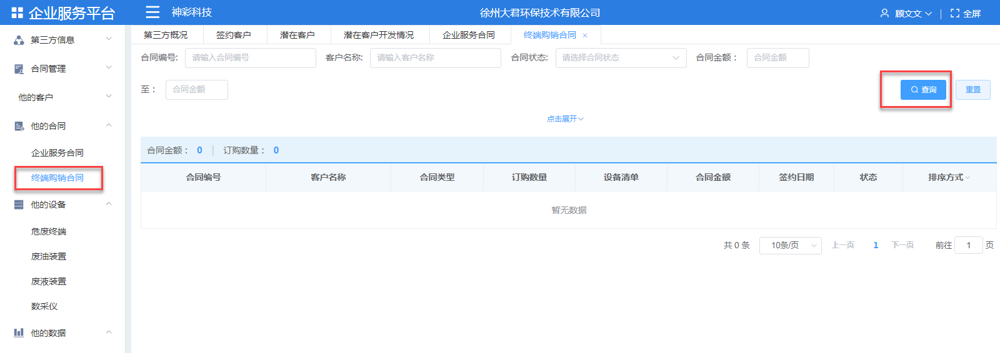 企业服务平台 神彩科技 徐州大君环保技术有限公司 顾文文 | 全屏
第三方信息
合同管理
他的客户
他的合同
企业服务合同
终端购销合同
他的设备
危废终端
废油装置
废液装置
数采仪
他的数据
第三方概况 签约客户 潜在客户 潜在客户开发情况 企业服务合同 终端购销合同 ×
合同编号: 请输入合同编号 客户名称: 请输入客户名称 合同状态: 请选择合同状态 合同金额： 合同金额
至： 合同金额 查询 重置
点击展开
合同金额： 0 | 订购数量： 0
合同编号 客户名称 合同类型 订购数量 设备清单 合同金额 签约日期 状态 排序方式
暂无数据
共 0 条 10条/页 上一页 1 下一页 前往 1 页